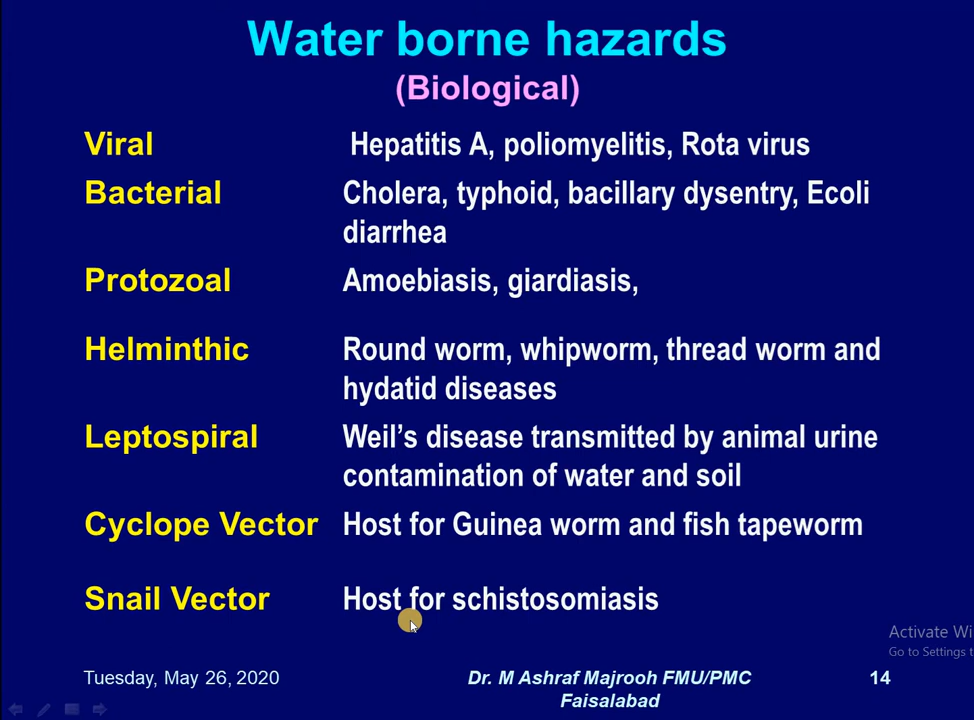 Water borne hazards
(Biological)
Viral Hepatitis A, poliomyelitis, Rota virus
Bacterial Cholera, typhoid, bacillary dysentry, Ecoli
diarrhea
Protozoal Amoebiasis, giardiasis,
Helminthic Round worm, whipworm, thread worm and
hydatid diseases
Leptospiral Weil's disease transmitted by animal urine
contamination of water and soil
Cyclope Vector Host for Guinea worm and fish tapeworm
Snail Vector Host for schistosomiasis
Activate Wi
Go to Settings t
Tuesday, May 26, 2020 Dr. M Ashraf Majrooh FMU/PMC 14
Faisalabad